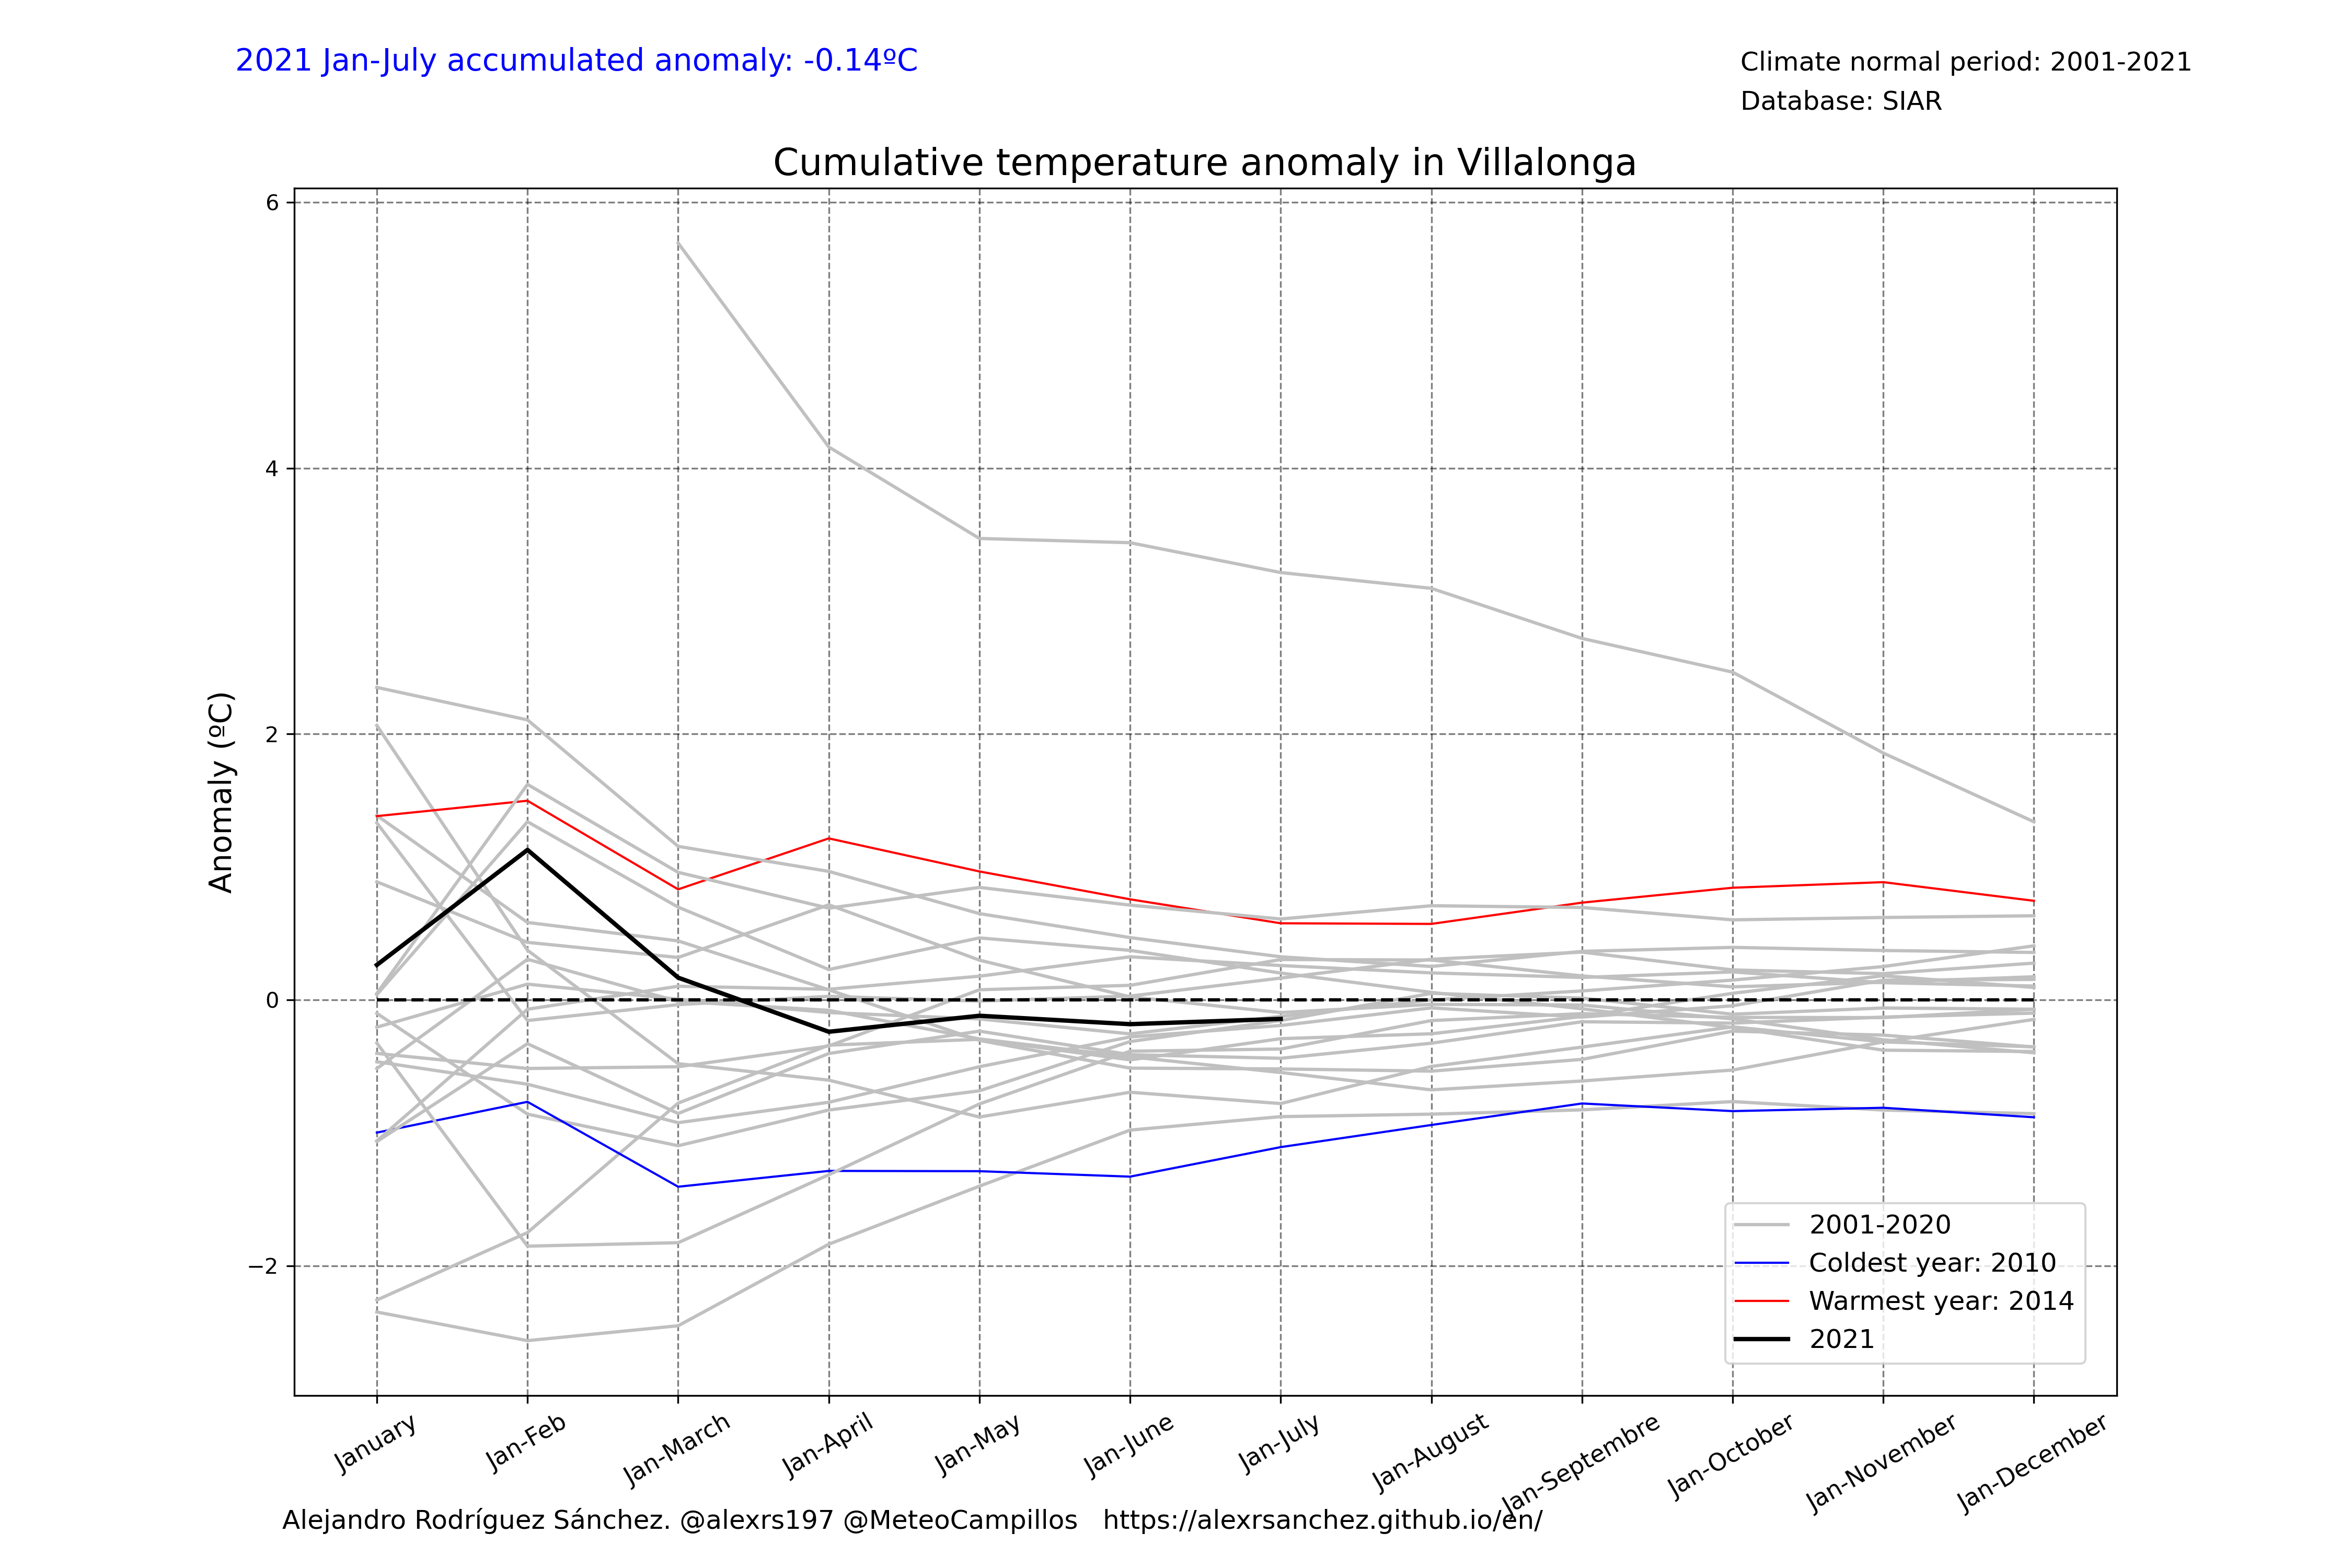 2021 Jan-July accumulated anomaly: -0.14ºC
Climate normal period: 2001-2021
Database: SIAR
Cumulative temperature anomaly in Villalonga
Anomaly (ºC)
6
4
2
0
−2
January
Jan-Feb
Jan-March
Jan-April
Jan-May
Jan-June
Jan-July
Jan-August
Jan-Septembre
Jan-October
Jan-November
Jan-December
2001-2020
Coldest year: 2010
Warmest year: 2014
2021
Alejandro Rodríguez Sánchez. @alexrs197 @MeteoCampillos https://alexrsanchez.github.io/en/